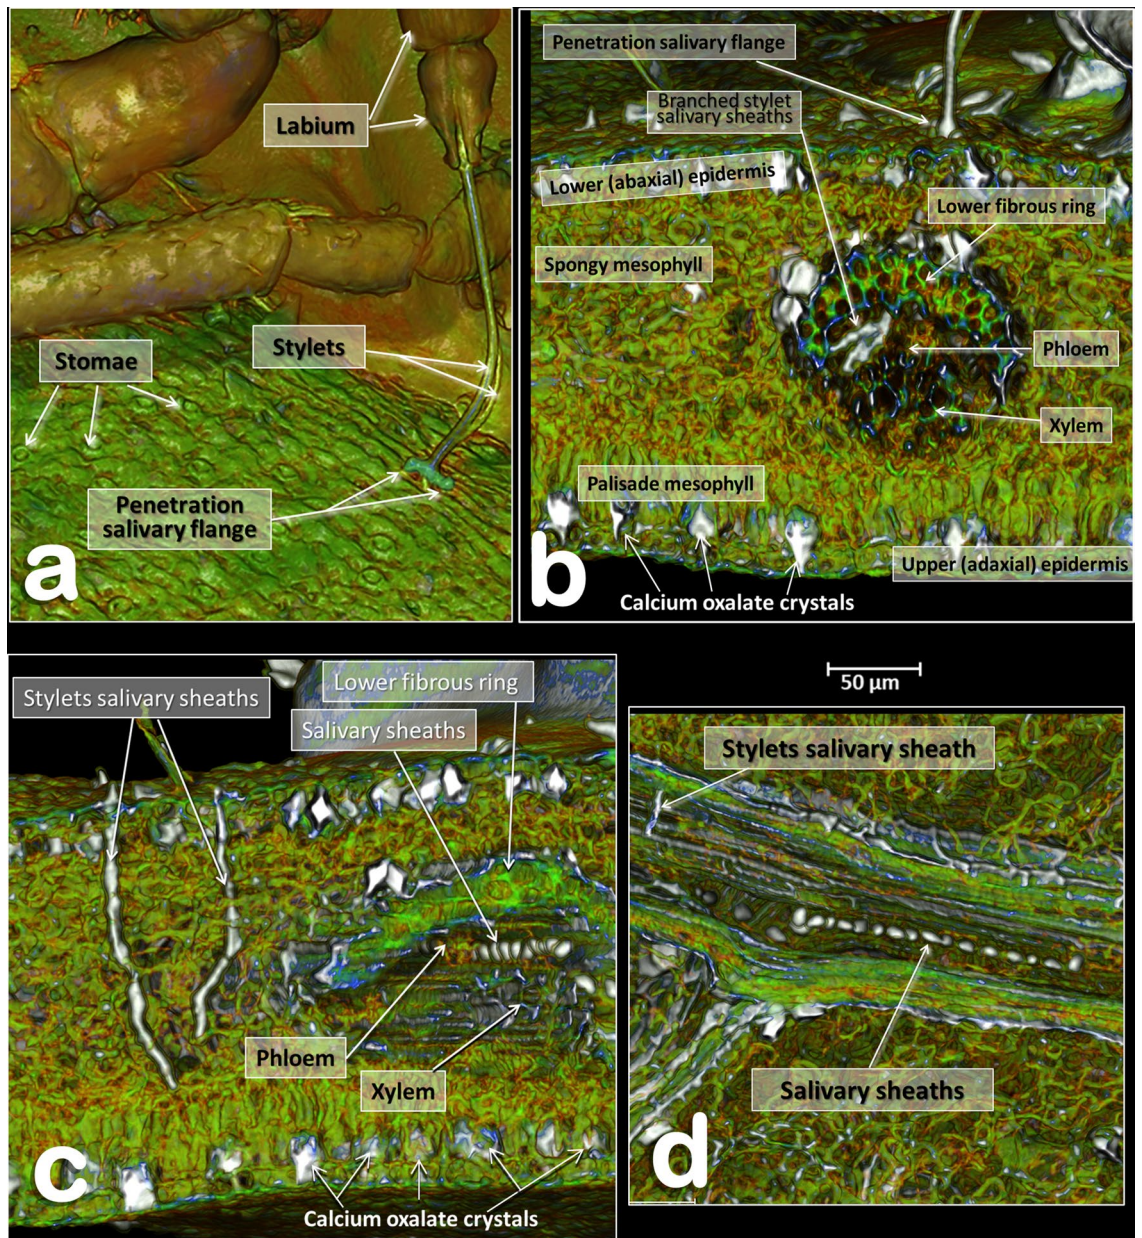 Labium
Stylets
Stomae
Penetration
salivary flange
a
Penetration salivary flange
Branched stylet
salivary sheaths
Lower (abaxial) epidermis
Lower fibrous ring
Spongy mesophyll
Phloem
Xylem
Palisade mesophyll
Upper (adaxial) epidermis
b
Calcium oxalate crystals
Stylets salivary sheaths
Lower fibrous ring
Salivary sheaths
Phloem
Xylem
c
Calcium oxalate crystals
50 µm
Stylets salivary sheath
Salivary sheaths
d